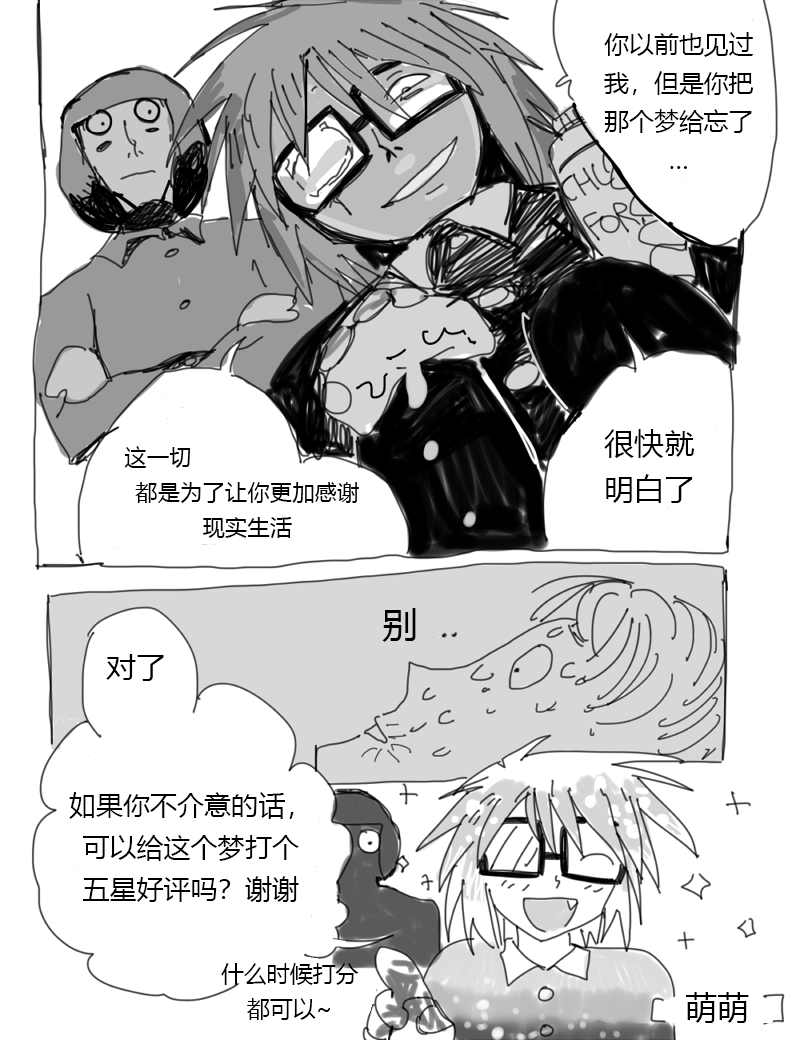 你以前也见过
我，但是你把
那个梦给忘了
…
CHLO
FORO
这一切
都是为了让你更加感谢
现实生活
很快就
明白了
别 ..
对了
如果你不介意的话，
可以给这个梦打个
五星好评吗？谢谢
什么时候打分
都可以~
萌萌